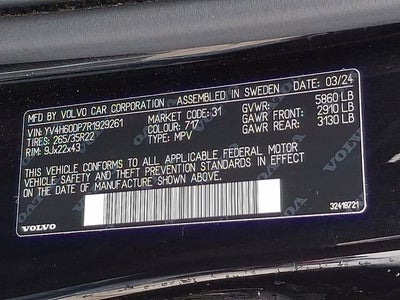 MFD BY VOLVO CAR CORPORATION ASSEMBLED IN SWEDEN 03/24
VIN: YV4H60DP7R1929261 MARKET CODE: 31 GVWR: 5860 LB
TIRES: 265/35R22 COLOUR: 717 GAWR FRONT: 2910 LB
RIM: 9Jx22x43 TYPE: MPV GAWR REAR: 3130 LB
THIS VEHICLE CONFORMS TO ALL APPLICABLE FEDERAL MOTOR
VEHICLE SAFETY AND THEFT PREVENTION STANDARDS IN EFFECT
ON THE DATE OF MANUFACTURE SHOWN ABOVE.
VOLVO 32418721